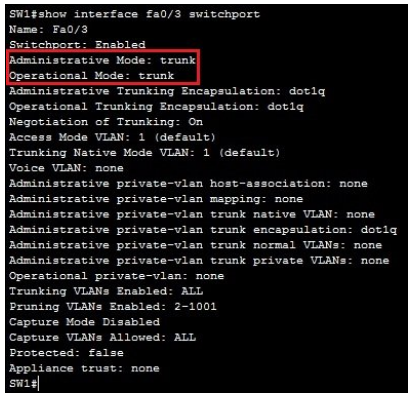 SW1#show interface fa0/3 switchport
Name: Fa0/3
Switchport: Enabled
Administrative Mode: trunk
Operational Mode: trunk
Administrative Trunking Encapsulation: dot1q
Operational Trunking Encapsulation: dot1q
Negotiation of Trunking: On
Access Mode VLAN: 1 (default)
Trunking Native Mode VLAN: 1 (default)
Voice VLAN: none
Administrative private-vlan host-association: none
Administrative private-vlan mapping: none
Administrative private-vlan trunk native VLAN: none
Administrative private-vlan trunk encapsulation: dot1q
Administrative private-vlan trunk normal VLANs: none
Administrative private-vlan trunk private VLANs: none
Operational private-vlan: none
Trunking VLANs Enabled: ALL
Pruning VLANs Enabled: 2-1001
Capture Mode Disabled
Capture VLANs Allowed: ALL
Protected: false
Appliance trust: none
SW1#